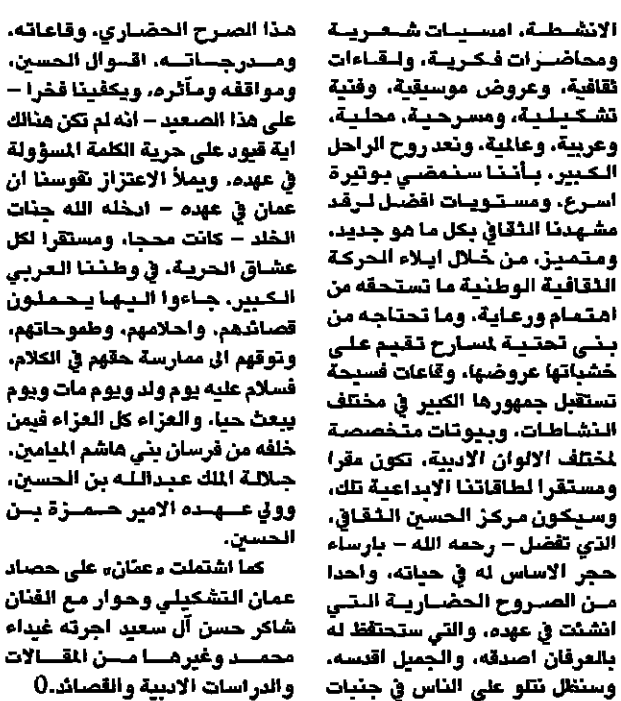 الانشطة، امسيات شعرية
ومحاضرات فكرية، ولقاءات
ثقافية، وعروض موسيقية، وفنية
تشكيلية، ومسرحية، محلية،
وعربية، وعالمية، ونعد روح الراحل
الكبير، بأننا سنمضي بوتيرة
اسرع، ومستويات افضل لرقد
مشهدنا الثقافي بكل ما هو جديد،
ومتميز، من خلال ايلاء الحركة
الثقافية الوطنية ما تستحقه من
اهتمام ورعاية، وما تحتاجه من
بنى تحتية لمسارح تقيم على
خشباتها عروضها، وقاعات فسيحة
تستقبل جمهورها الكبير في مختلف
النشاطات، وبيوتات متخصصة
لمختلف الالوان الادبية، تكون مقرا
ومستقرا لطاقاتنا الابداعية تلك،
وسيكون مركز الحسين الثقافي،
الذي تفضل – رحمه الله – بارساء
حجر الاساس له في حياته، واحدا
من الصروح الحضارية التي
انشئت في عهده، والتي ستحتفظ له
بالعرفان اصدقه، والجميل اقدسه،
وسنظل نتلو على الناس في جنبات
هذا الصرح الحضاري، وقاعاته،
ومدرجاته، اقوال الحسين،
ومواقفه ومآثره، ويكفينا فخرا –
على هذا الصعيد – انه لم تكن هنالك
اية قيود على حرية الكلمة المسؤولة
في عهده، ويملأ الاعتزاز نفوسنا ان
عمان في عهده – ادخله الله جنات
الخلد – كانت محجا، ومستقرا لكل
عشاق الحرية، في وطننا العربي
الكبير، جاءوا اليها يحملون
قصائدهم، واحلامهم، وطموحاتهم،
وتوقهم الى ممارسة حقهم في الكلام،
فسلام عليه يوم ولد ويوم مات ويوم
يبعث حيا، والعزاء كل العزاء فيمن
خلفه من فرسان بني هاشم الميامين،
جلالة الملك عبدالله بن الحسين،
وولي عهده الامير حمزة بن
الحسين.
كما اشتملت «عمّان» على حصاد
عمان التشكيلي وحوار مع الفنان
شاكر حسن آل سعيد اجرته غيداء
محمد وغيرها من المقالات
والدراسات الادبية والقصائد.()